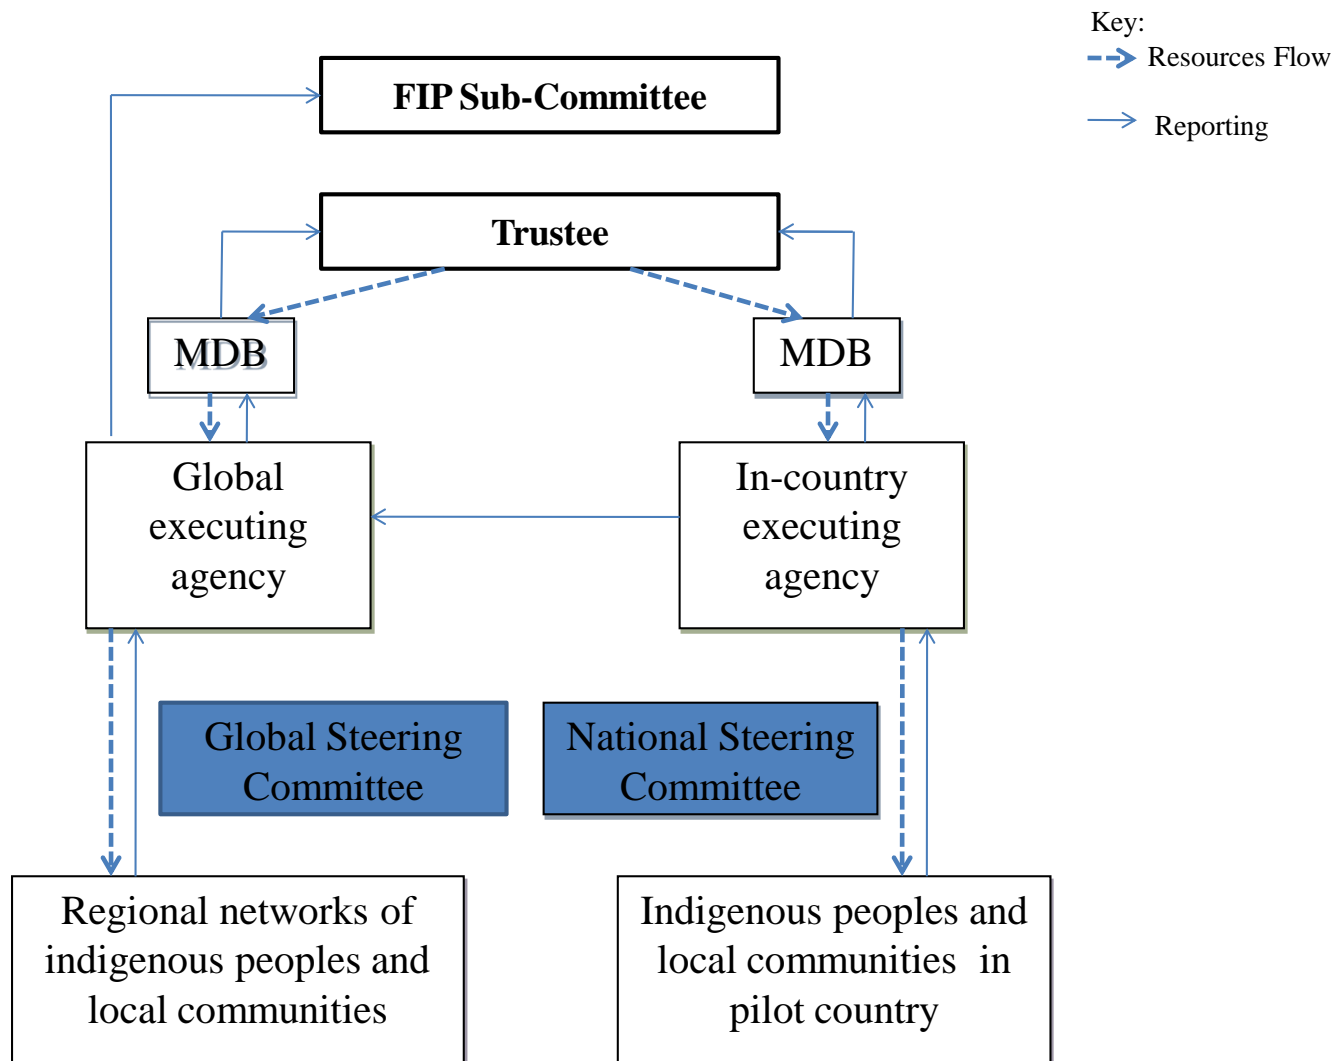 Key:
Resources Flow
Reporting
FIP Sub-Committee
Trustee
MDB
MDB
Global
executing
agency
In-country
executing
agency
Global Steering
Committee
National Steering
Committee
Regional networks of
indigenous peoples and
local communities
Indigenous peoples and
local communities in
pilot country